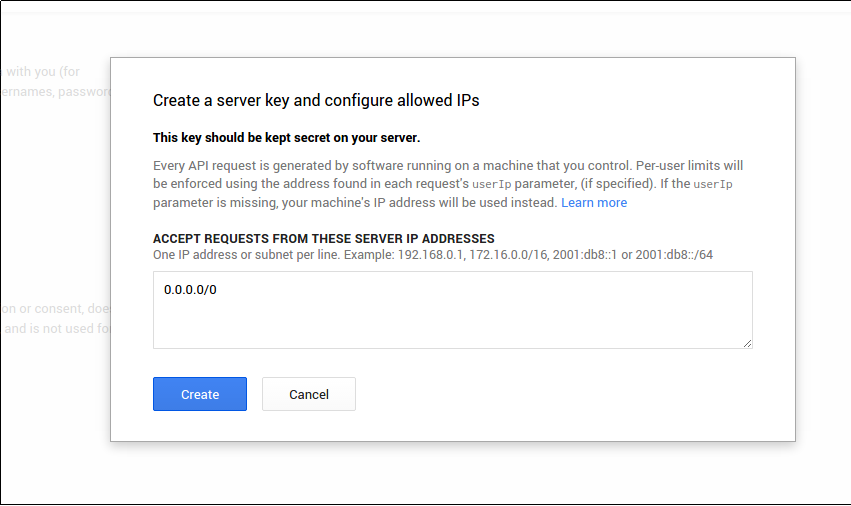 with you (for
ernames, password
Create a server key and configure allowed IPs
This key should be kept secret on your server.
Every API request is generated by software running on a machine that you control. Per-user limits will
be enforced using the address found in each request's userIp parameter, (if specified). If the userIp
parameter is missing, your machine's IP address will be used instead. Learn more
ACCEPT REQUESTS FROM THESE SERVER IP ADDRESSES
One IP address or subnet per line. Example: 192.168.0.1, 172.16.0.0/16, 2001:db8::1 or 2001:db8::/64
0.0.0.0/0
on or consent, doe
and is not used fo
Create
Cancel